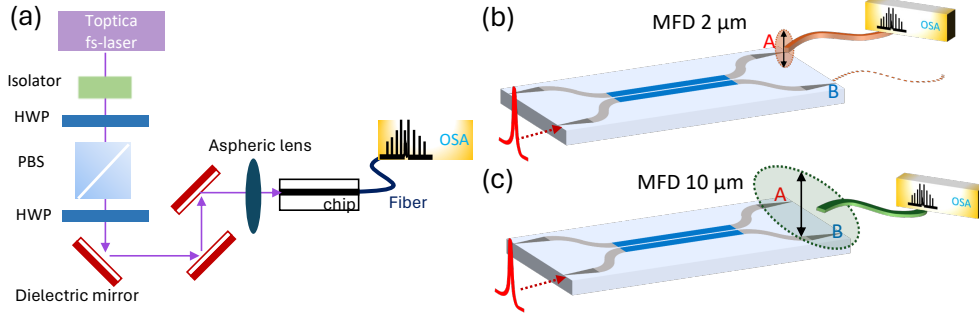 (a)
Toptica
fs-laser
Isolator
HWP
PBS
HWP
Dielectric mirror
Aspheric lens
chip
Fiber
OSA
(b)
MFD 2 μm
A
B
OSA
(c)
MFD 10 μm
A
B
OSA